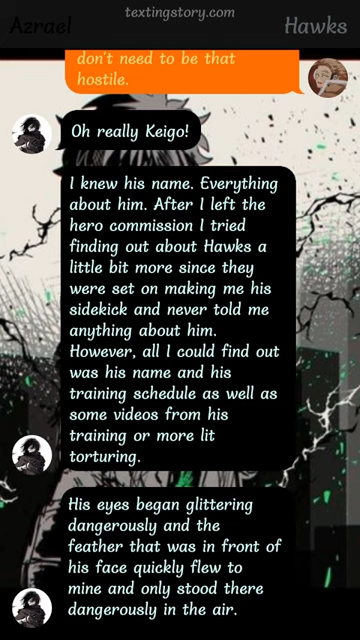 textingstory.com
Azrael
Hawks
don't need to be that
hostile.
Oh really Keigo!
I knew his name. Everything
about him. After I left the
hero commission I tried
finding out about Hawks a
little bit more since they
were set on making me his
sidekick and never told me
anything about him.
However, all I could find out
was his name and his
training schedule as well as
some videos from his
training or more lit
torturing.
His eyes began glittering
dangerously and the
feather that was in front of
his face quickly flew to
mine and only stood there
dangerously in the air.